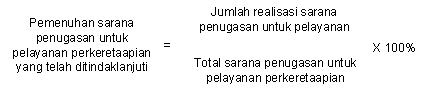 Pemenuhan sarana
penugasan untuk
pelayanan perkeretaapian
yang telah ditindaklanjuti
=
Jumlah realisasi sarana
penugasan untuk pelayanan
Total sarana penugasan untuk
pelayanan perkeretaapian
X 100%